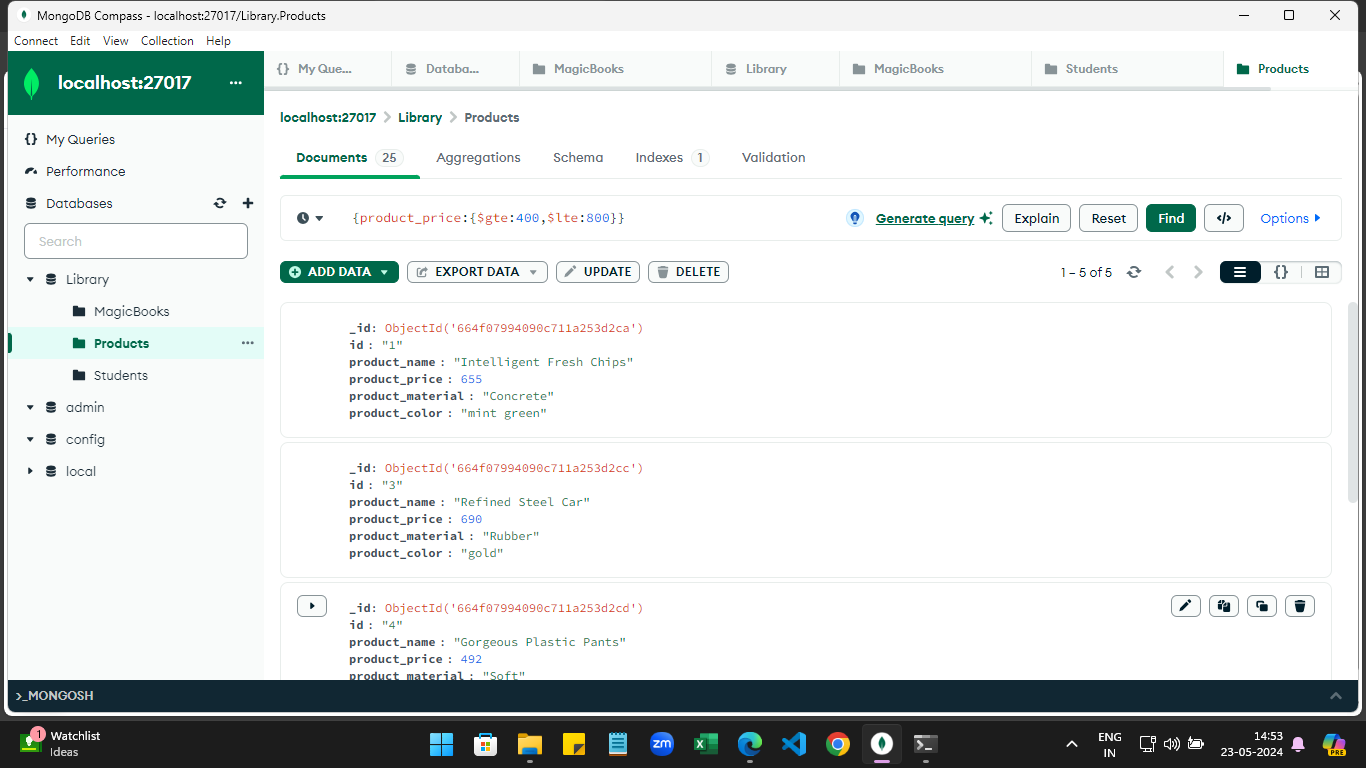 MongoDB Compass - localhost:27017/Library.Products
Connect Edit View Collection Help
localhost:27017 ...
{} My Que... Databa... MagicBooks Library MagicBooks Students Products
localhost:27017 > Library > Products
{} My Queries
Performance
Databases
Search
Library
MagicBooks
Products ...
Students
admin
config
local
Documents 25 Aggregations Schema Indexes 1 Validation
{product_price:{$gte:400,$lte:800}}
Generate query Explain Reset Find </> Options
ADD DATA EXPORT DATA UPDATE DELETE
1 – 5 of 5 {}
_id: ObjectId('664f07994090c711a253d2ca')
id : "1"
product_name : "Intelligent Fresh Chips"
product_price : 655
product_material : "Concrete"
product_color : "mint green"
_id: ObjectId('664f07994090c711a253d2cc')
id : "3"
product_name : "Refined Steel Car"
product_price : 690
product_material : "Rubber"
product_color : "gold"
_id: ObjectId('664f07994090c711a253d2cd')
id : "4"
product_name : "Gorgeous Plastic Pants"
product_price : 492
product_material : "Soft"
>_MONGOSH
1
Watchlist
Ideas
zm
PRE
ENG
IN
14:53
23-05-2024